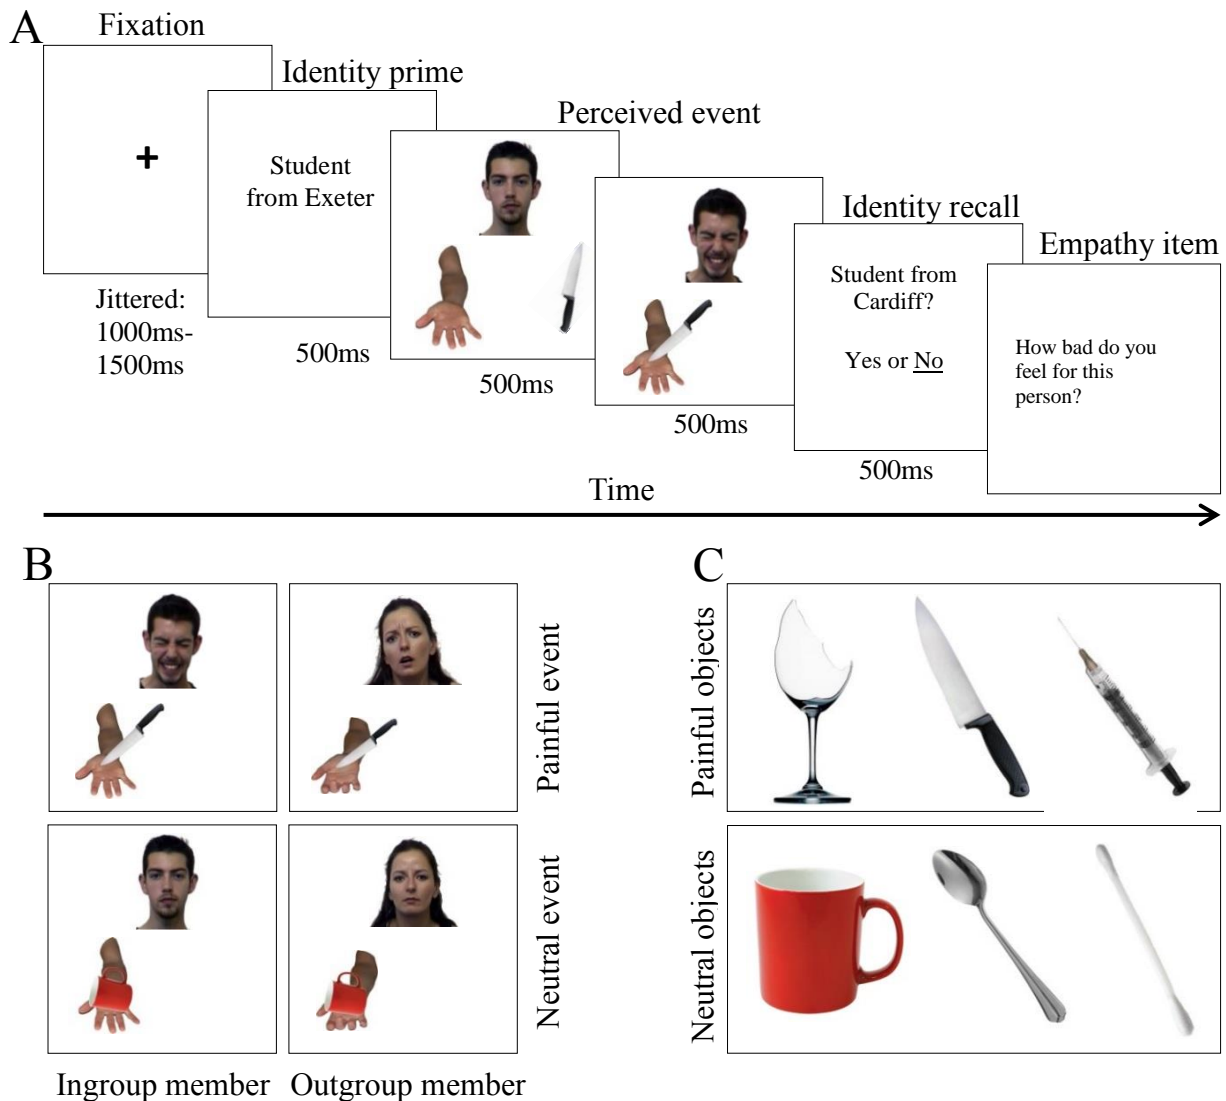 A
Fixation
+
Jittered:
1000ms-
1500ms
Identity prime
Student
from Exeter
500ms
Perceived event
500ms
500ms
Identity recall
Student from
Cardiff?
Yes or No
500ms
Empathy item
How bad do you
feel for this
person?
Time
B
Painful event
Neutral event
Ingroup member
Outgroup member
C
Painful objects
Neutral objects